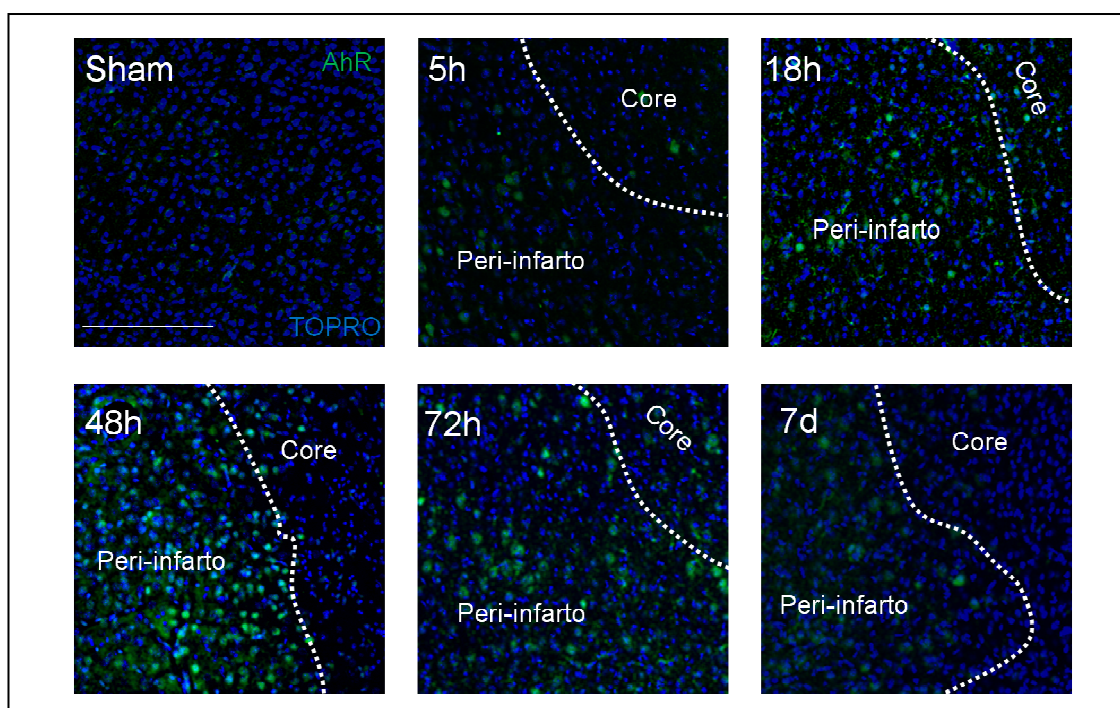 Sham
AhR
TOPRO
5h
Core
Peri-infarto
18h
Core
Peri-infarto
48h
Core
Peri-infarto
72h
Core
Peri-infarto
7d
Core
Peri-infarto